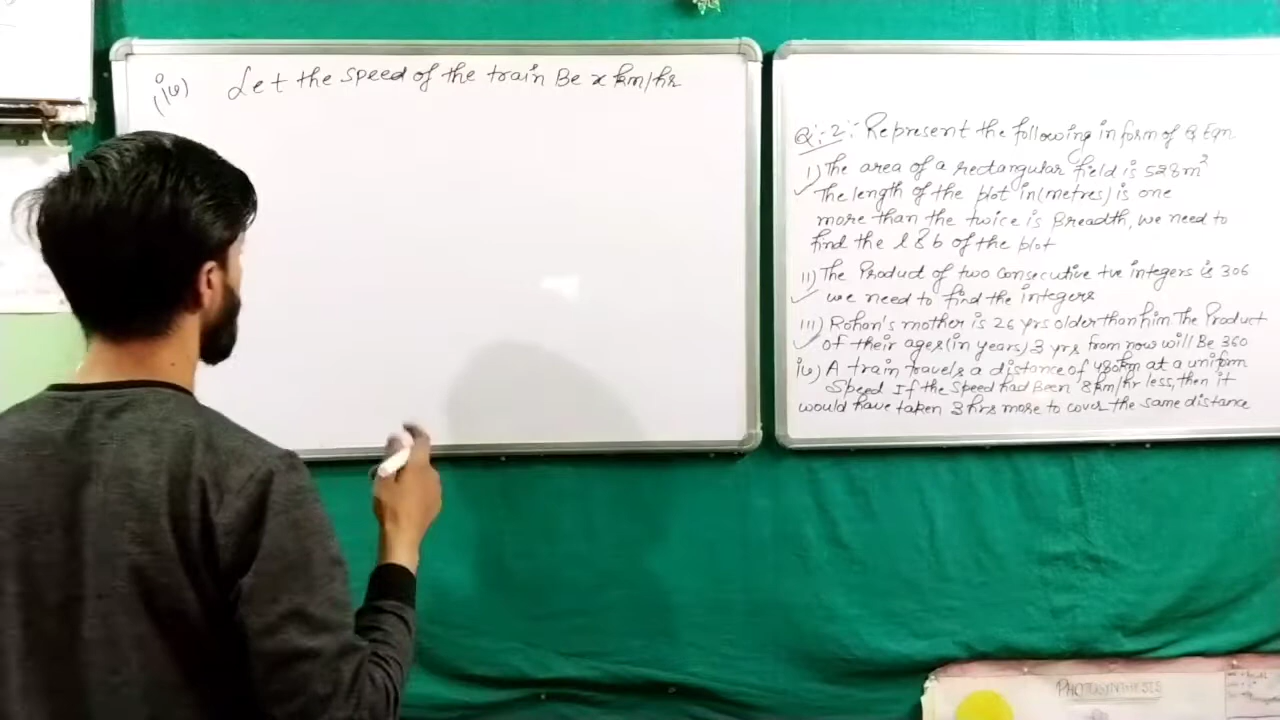 (iv) Let the speed of the train Be x km/hr
Q:-2:- Represent the following in form of Q Eqn
i) The area of a rectangular field is 528m²
The length of the plot in(metres) is one
more than the twice is Breadth, we need to
find the l & b of the plot
ii) The Product of two consecutive +ve integers is 306
we need to find the integers
iii) Rohan's mother is 26 yrs older than him The Product
of their ages(in years) 3 yrs from now will Be 360
iv) A train travels a distance of 480km at a uniform
Speed If the speed had Been 8km/hr less, then it
would have taken 3 hrs more to cover the same distance
PHOTOSYNTHESIS